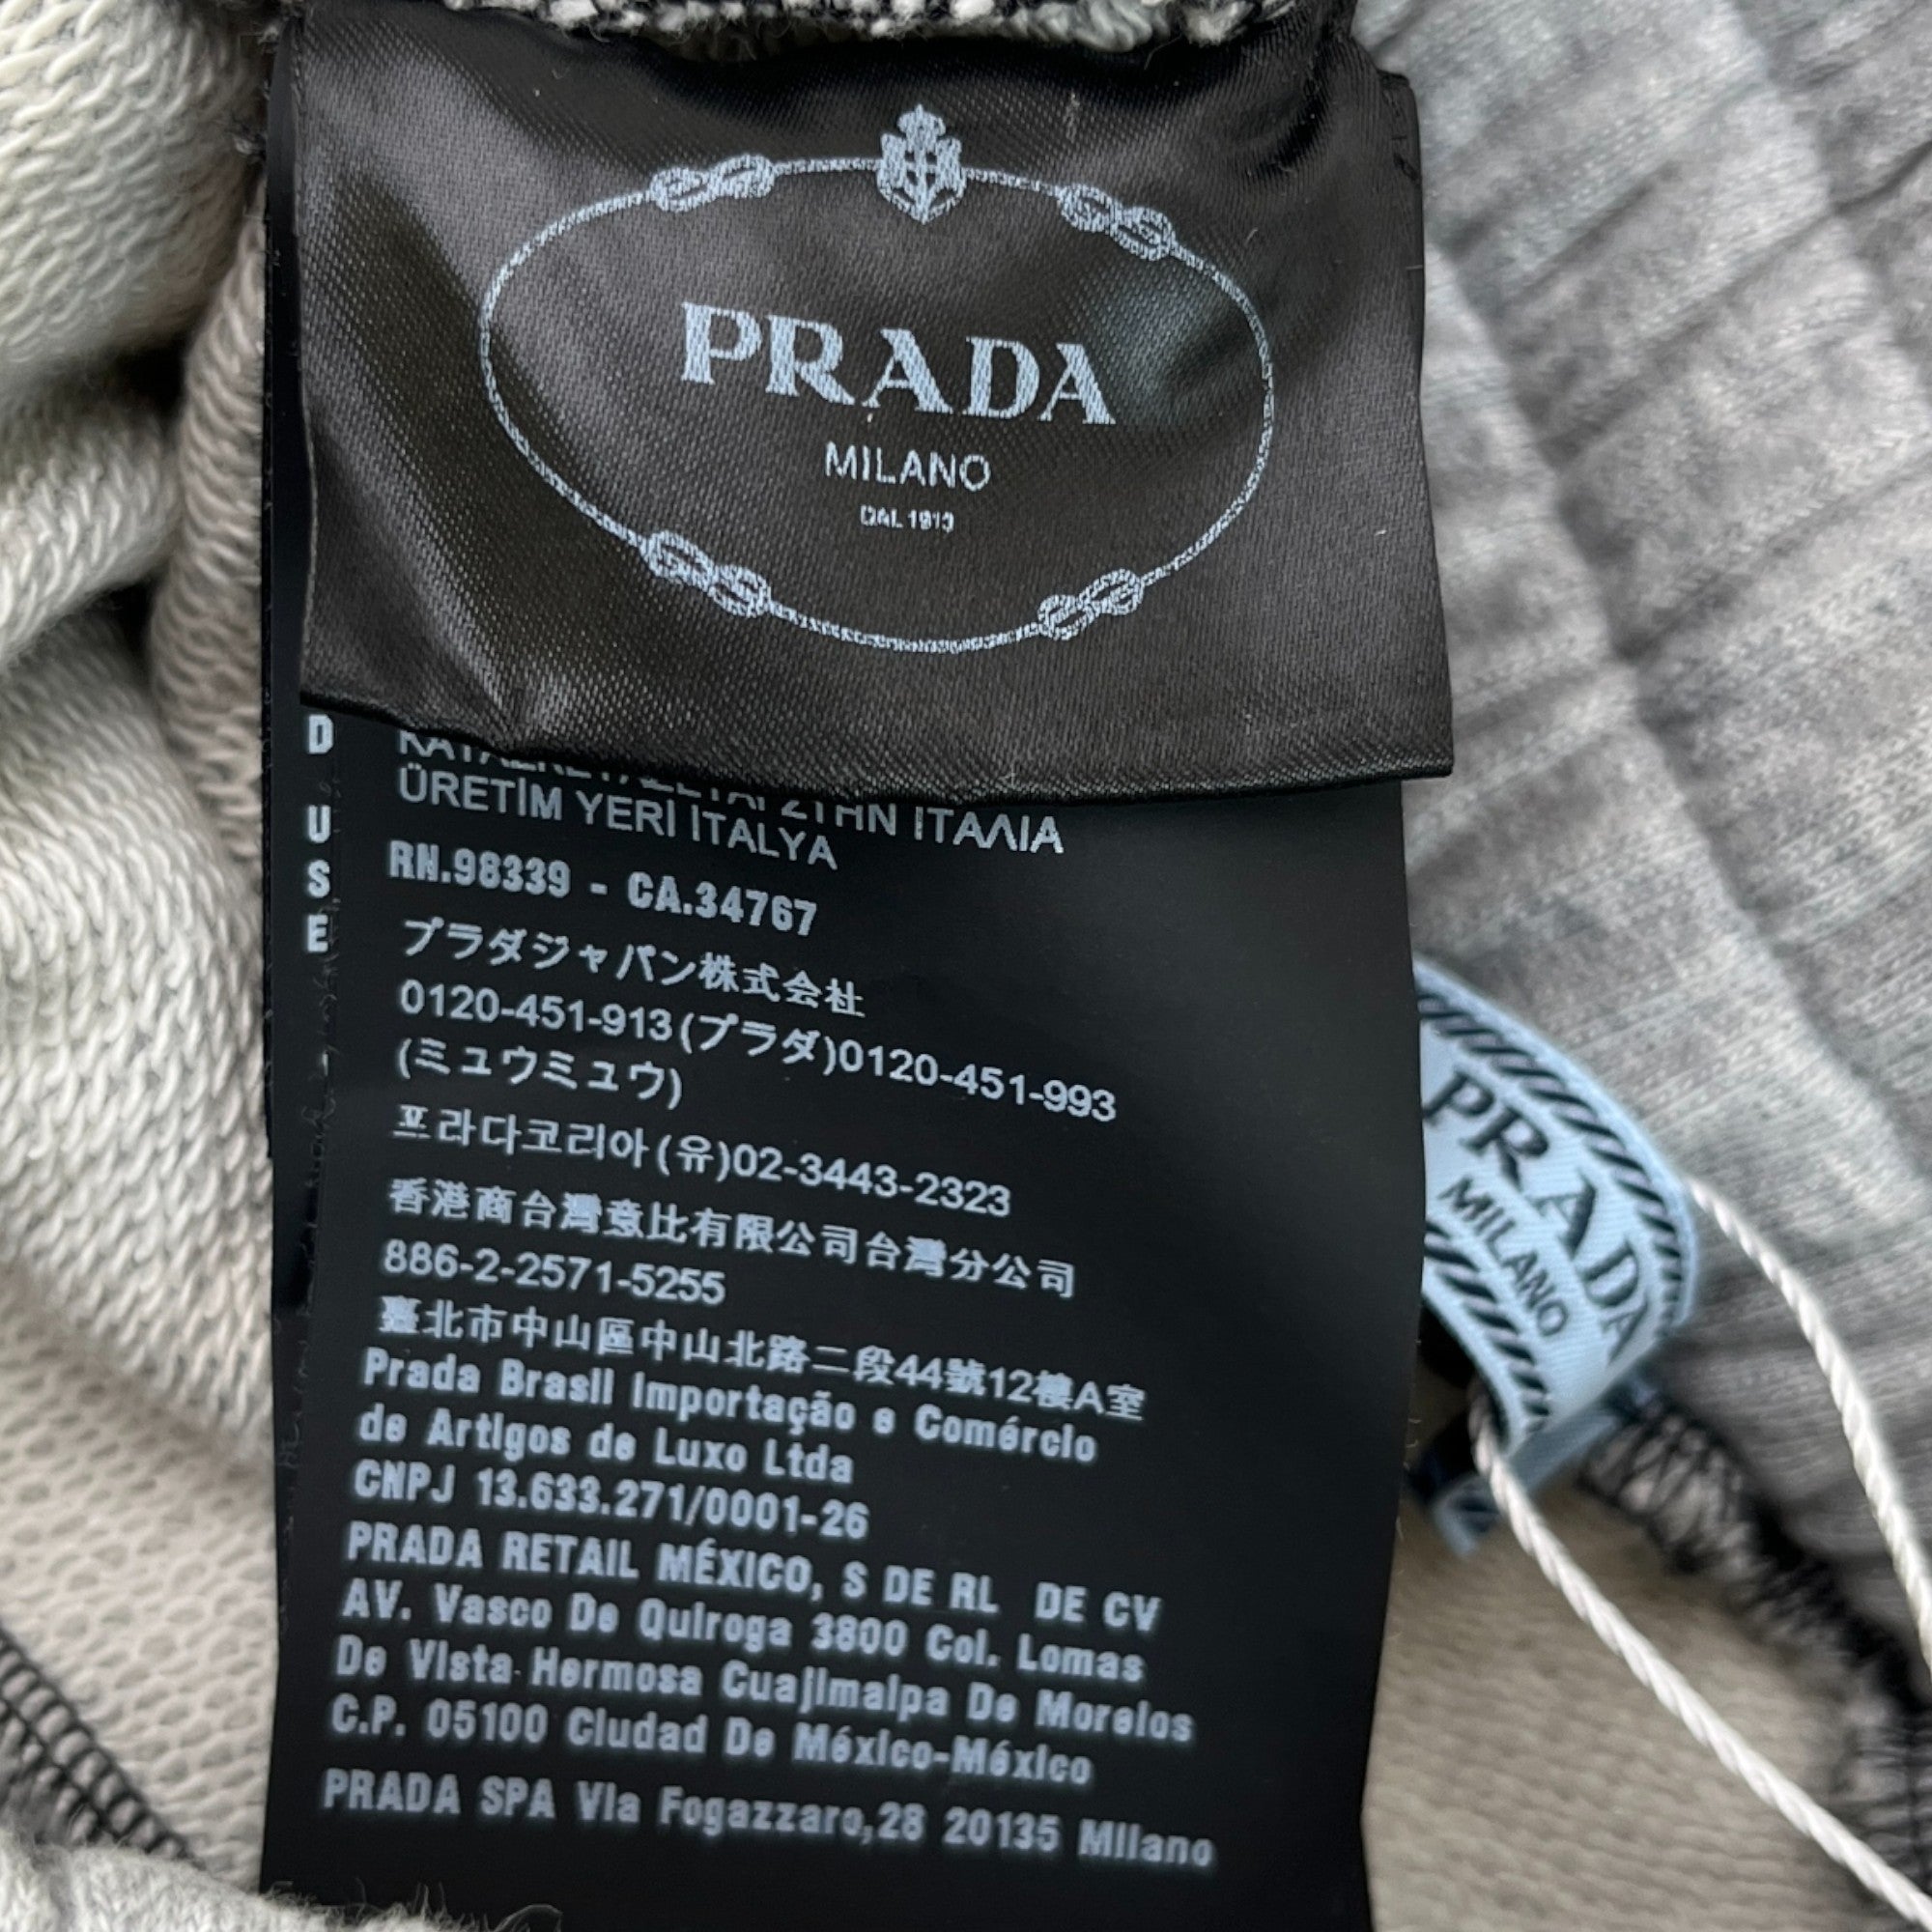 PRADA
MILANO
DAL 1913
D
U
S
E
ΣΤΗΝ ΙΤΑΛΙΑ
ÜRETİM YERİ İTALYA
RN.98339 - CA.34767
プラダジャパン株式会社
0120-451-913(プラダ)0120-451-993
(ミュウミュウ)
프라다코리아(유)02-3443-2323
香港商台灣意比有限公司台灣分公司
886-2-2571-5255
臺北市中山區中山北路二段44號12樓A室
Prada Brasil Importação e Comércio
de Artigos de Luxo Ltda
CNPJ 13.633.271/0001-26
PRADA RETAIL MÉXICO, S DE RL DE CV
AV. Vasco De Quiroga 3800 Col. Lomas
De Vista Hermosa Cuajimalpa De Morelos
C.P. 05100 Ciudad De México-México
PRADA SPA Via Fogazzaro,28 20135 Milano
PRADA
MILANO